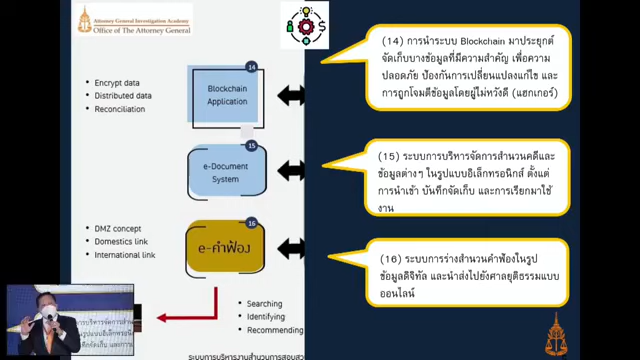 Attorney General Investigation Academy
Office of The Attorney General
14
Blockchain
Application
• Encrypt data
• Distributed data
• Reconciliation
15
e-Document
System
16
e-คำฟ้อง
• DMZ concept
• Domestics link
• International link
• Searching
• Identifying
• Recommending
(14) การนำระบบ Blockchain มาประยุกต์
จัดเก็บบางข้อมูลที่มีความสำคัญ เพื่อความ
ปลอดภัย ป้องกันการเปลี่ยนแปลงแก้ไข และ
การถูกโจมตีข้อมูลโดยผู้ไม่หวังดี (แฮกเกอร์)
(15) ระบบการบริหารจัดการสำนวนคดีและ
ข้อมูลต่างๆ ในรูปแบบอิเล็กทรอนิกส์ ตั้งแต่
การนำเข้า บันทึกจัดเก็บ และการเรียกมาใช้
งาน
(16) ระบบการร่างสำนวนคำฟ้องในรูป
ข้อมูลดิจิทัล และนำส่งไปยังศาลยุติธรรมแบบ
ออนไลน์